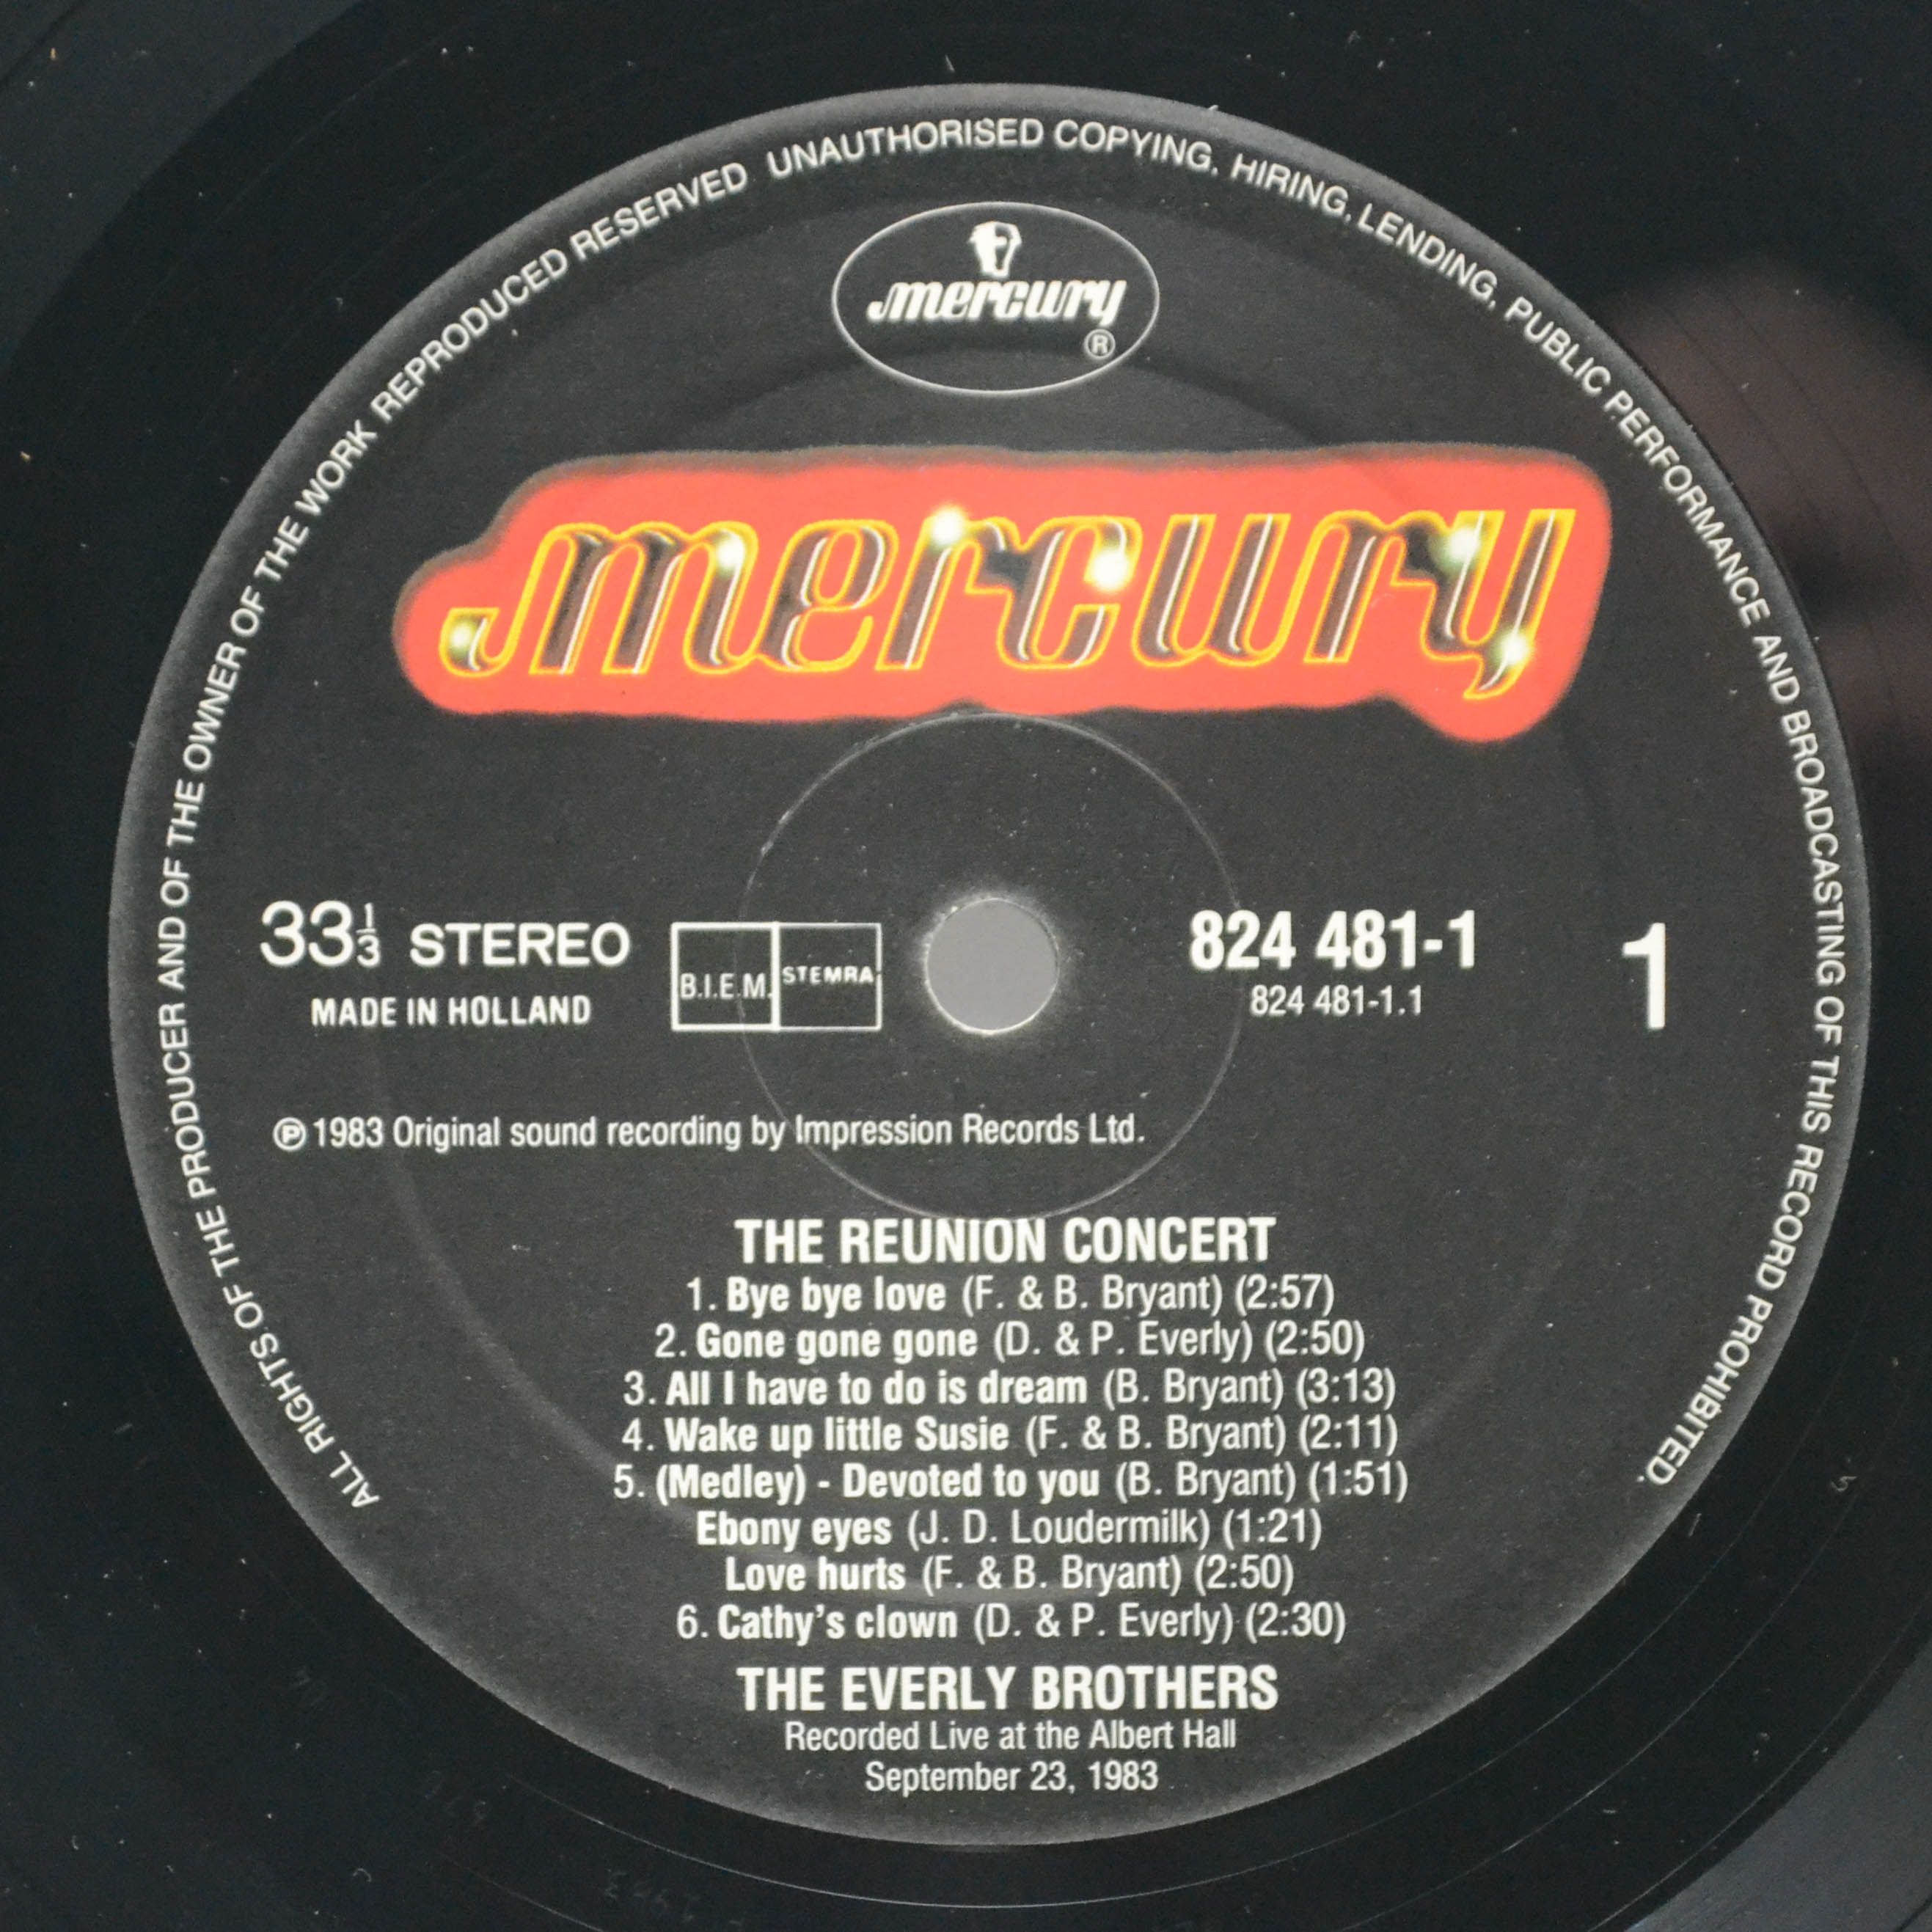 ALL RIGHTS OF THE PRODUCER AND OF THE OWNER OF THE WORK REPRODUCED RESERVED UNAUTHORISED COPYING, HIRING, LENDING, PUBLIC PERFORMANCE AND BROADCASTING OF THIS RECORD PROHIBITED.
mercury
®
mercury
33⅓ STEREO
MADE IN HOLLAND
B.I.E.M. STEMRA
824 481-1
824 481-1.1
1
℗ 1983 Original sound recording by Impression Records Ltd.
THE REUNION CONCERT
1. Bye bye love (F. & B. Bryant) (2:57)
2. Gone gone gone (D. & P. Everly) (2:50)
3. All I have to do is dream (B. Bryant) (3:13)
4. Wake up little Susie (F. & B. Bryant) (2:11)
5. (Medley) - Devoted to you (B. Bryant) (1:51)
Ebony eyes (J. D. Loudermilk) (1:21)
Love hurts (F. & B. Bryant) (2:50)
6. Cathy's clown (D. & P. Everly) (2:30)
THE EVERLY BROTHERS
Recorded Live at the Albert Hall
September 23, 1983